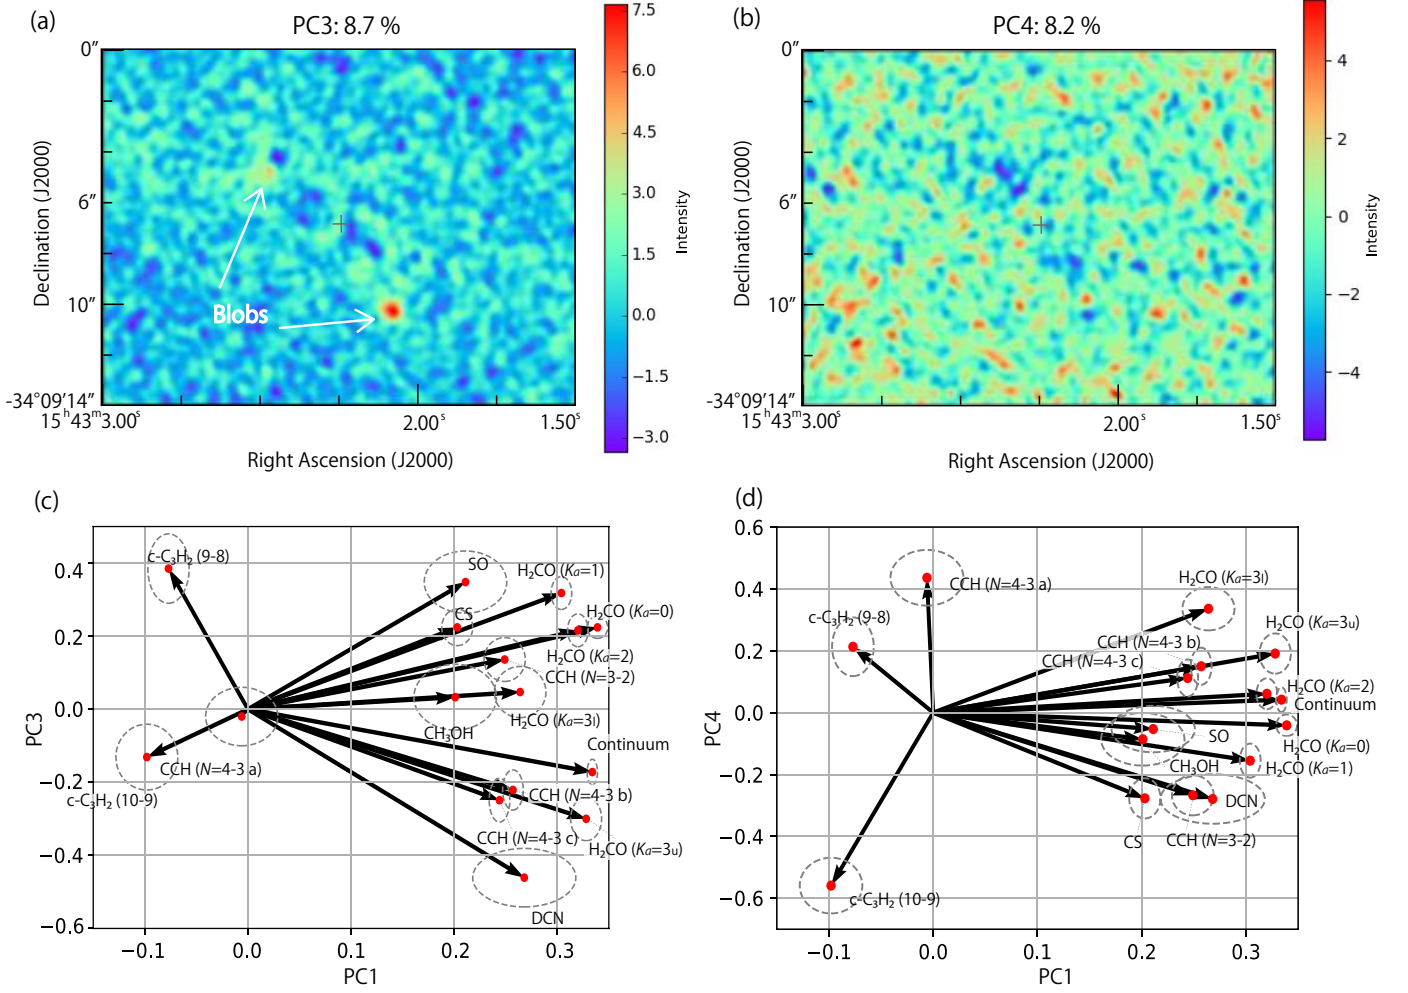 (a)
PC3: 8.7 %
7.5
6.0
4.5
3.0
1.5
0.0
−1.5
−3.0
Intensity
0″
6″
10″
-34°09′14″
Declination (J2000)
Blobs
15ʰ43ᵐ3.00ˢ
2.00ˢ
1.50ˢ
Right Ascension (J2000)
(b)
PC4: 8.2 %
4
2
0
−2
−4
Intensity
0″
6″
10″
-34°09′14″
Declination (J2000)
15ʰ43ᵐ3.00ˢ
2.00ˢ
1.50ˢ
Right Ascension (J2000)
(c)
0.4
0.2
0.0
−0.2
−0.4
−0.6
PC3
c-C₃H₂ (9-8)
SO
H₂CO (Ka=1)
CS
H₂CO (Ka=0)
H₂CO (Ka=2)
CCH (N=3-2)
H₂CO (Ka=3l)
CH₃OH
Continuum
CCH (N=4-3 a)
c-C₃H₂ (10-9)
CCH (N=4-3 b)
CCH (N=4-3 c)
H₂CO (Ka=3u)
DCN
−0.1
0.0
0.1
0.2
0.3
PC1
(d)
0.6
0.4
0.2
0.0
−0.2
−0.4
−0.6
PC4
CCH (N=4-3 a)
H₂CO (Ka=3l)
c-C₃H₂ (9-8)
H₂CO (Ka=3u)
CCH (N=4-3 b)
CCH (N=4-3 c)
H₂CO (Ka=2)
Continuum
SO
H₂CO (Ka=0)
CH₃OH
H₂CO (Ka=1)
DCN
CS
CCH (N=3-2)
c-C₃H₂ (10-9)
−0.1
0.0
0.1
0.2
0.3
PC1